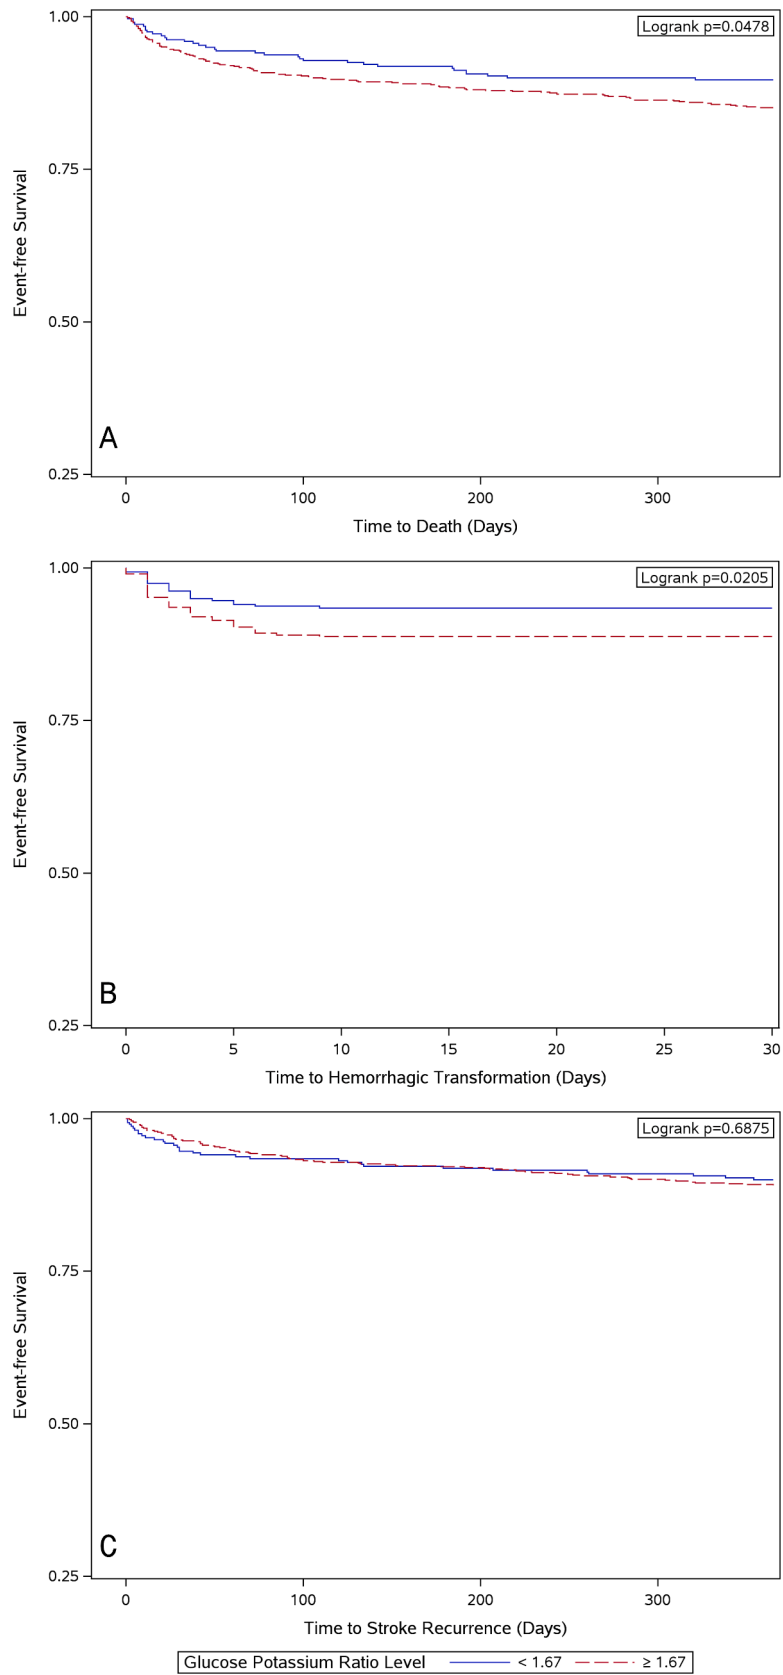 1.00
Logrank p=0.0478
0.75
Event-free Survival
0.50
A
0.25
0 100 200 300
Time to Death (Days)
1.00
Logrank p=0.0205
0.75
Event-free Survival
0.50
B
0.25
0 5 10 15 20 25 30
Time to Hemorrhagic Transformation (Days)
1.00
Logrank p=0.6875
0.75
Event-free Survival
0.50
C
0.25
0 100 200 300
Time to Stroke Recurrence (Days)
Glucose Potassium Ratio Level < 1.67 ≥ 1.67